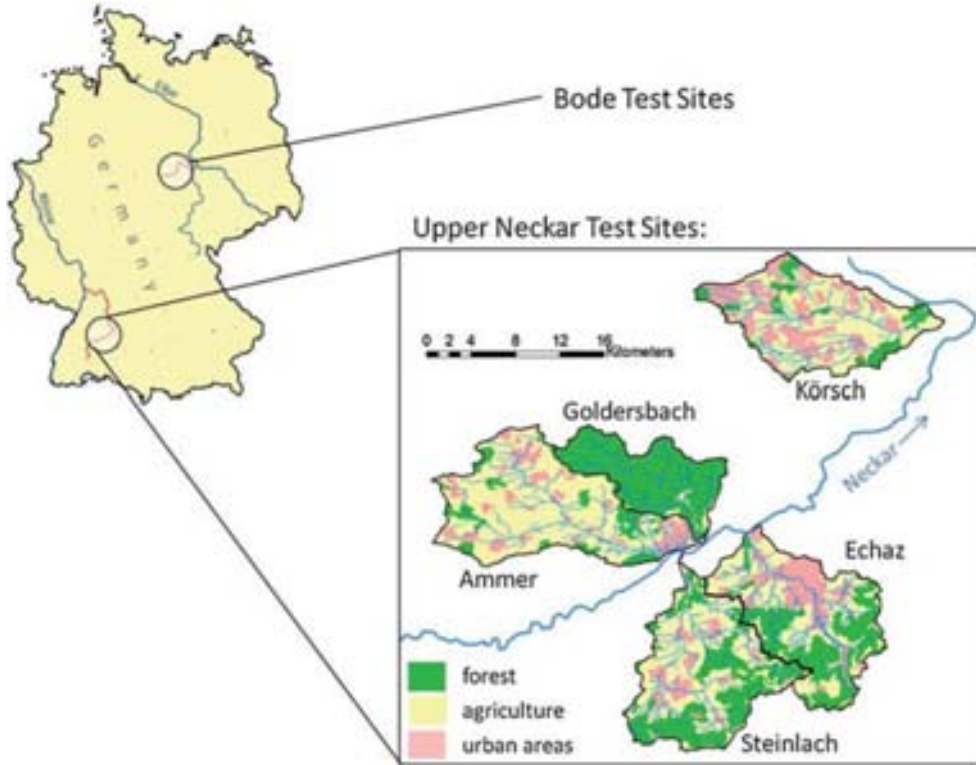 Elbe
Bode Test Sites
Germany
Upper Neckar Test Sites:
0 2 4 8 12 16
Kilometers
Körsch
Goldersbach
Neckar
Echaz
Ammer
forest
agriculture
urban areas
Steinlach